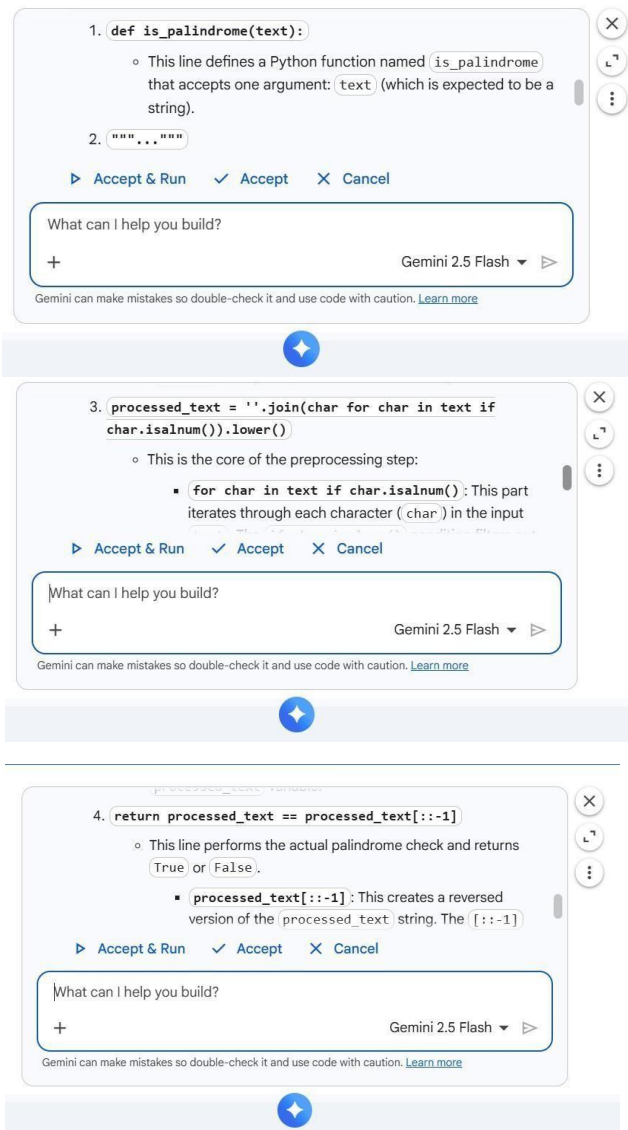 1. def is_palindrome(text):
○ This line defines a Python function named is_palindrome
that accepts one argument: text (which is expected to be a
string).
2. """..."""
Accept & Run Accept Cancel
What can I help you build?
+ Gemini 2.5 Flash
Gemini can make mistakes so double-check it and use code with caution. Learn more
3. processed_text = ''.join(char for char in text if
char.isalnum()).lower()
○ This is the core of the preprocessing step:
▪ for char in text if char.isalnum() : This part
iterates through each character ( char ) in the input
Accept & Run Accept Cancel
What can I help you build?
+ Gemini 2.5 Flash
Gemini can make mistakes so double-check it and use code with caution. Learn more
processed_text variable.
4. return processed_text == processed_text[::-1]
○ This line performs the actual palindrome check and returns
True or False .
▪ processed_text[::-1] : This creates a reversed
version of the processed_text string. The [::-1]
Accept & Run Accept Cancel
What can I help you build?
+ Gemini 2.5 Flash
Gemini can make mistakes so double-check it and use code with caution. Learn more